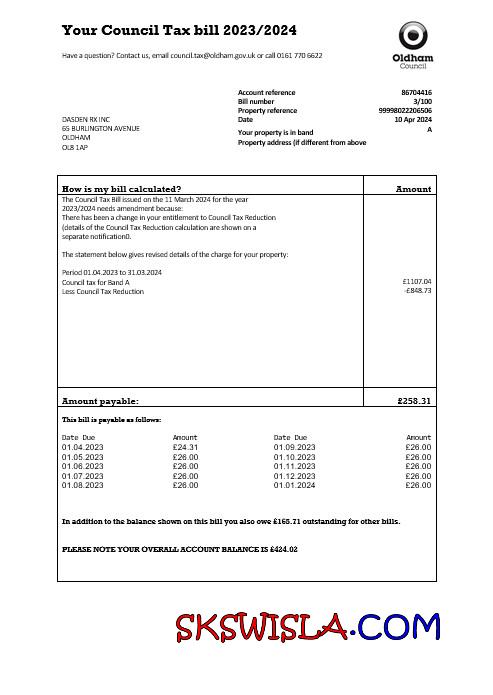 Your Council Tax bill 2023/2024
Have a question? Contact us, email council.tax@oldham.gov.uk or call 0161 770 6622
Oldham
Council
Account reference 86704416
Bill number 3/100
Property reference 99998022206506
Date 10 Apr 2024
Your property is in band A
Property address (if different from above
DASDEN RX INC
65 BURLINGTON AVENUE
OLDHAM
OL8 1AP
How is my bill calculated? Amount
The Council Tax Bill issued on the 11 March 2024 for the year
2023/2024 needs amendment because:
There has been a change in your entitlement to Council Tax Reduction
(details of the Council Tax Reduction calculation are shown on a
separate notification0.
The statement below gives revised details of the charge for your property:
Period 01.04.2023 to 31.03.2024
Council tax for Band A £1107.04
Less Council Tax Reduction -£848.73
Amount payable: £258.31
This bill is payable as follows:
Date Due Amount Date Due Amount
01.04.2023 £24.31 01.09.2023 £26.00
01.05.2023 £26.00 01.10.2023 £26.00
01.06.2023 £26.00 01.11.2023 £26.00
01.07.2023 £26.00 01.12.2023 £26.00
01.08.2023 £26.00 01.01.2024 £26.00
In addition to the balance shown on this bill you also owe £165.71 outstanding for other bills.
PLEASE NOTE YOUR OVERALL ACCOUNT BALANCE IS £424.02
SKSWISLA.COM